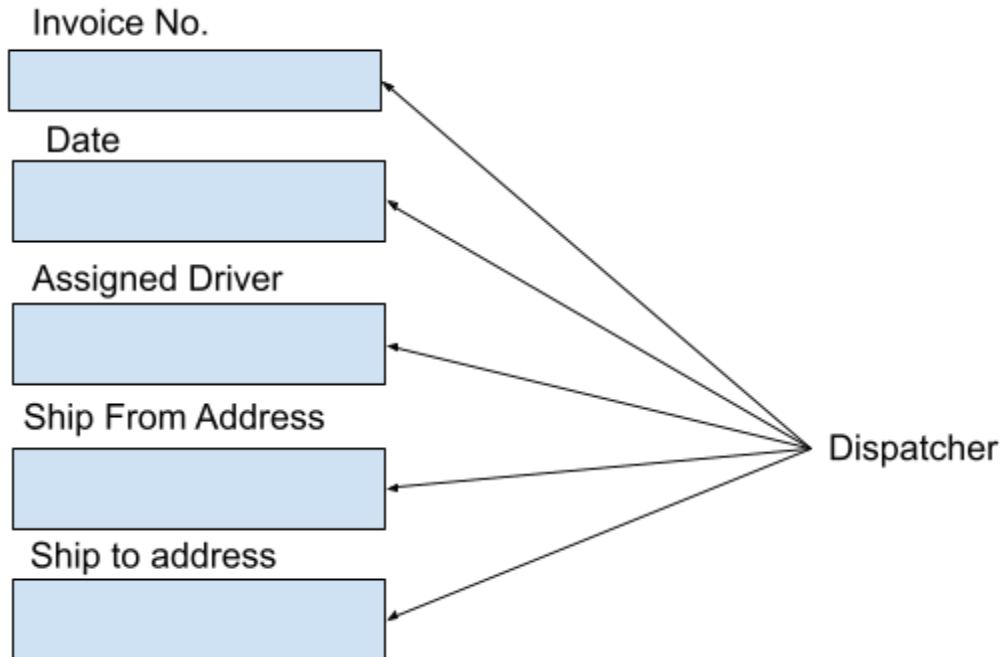 Invoice No.
Date
Assigned Driver
Ship From Address
Dispatcher
Ship to address